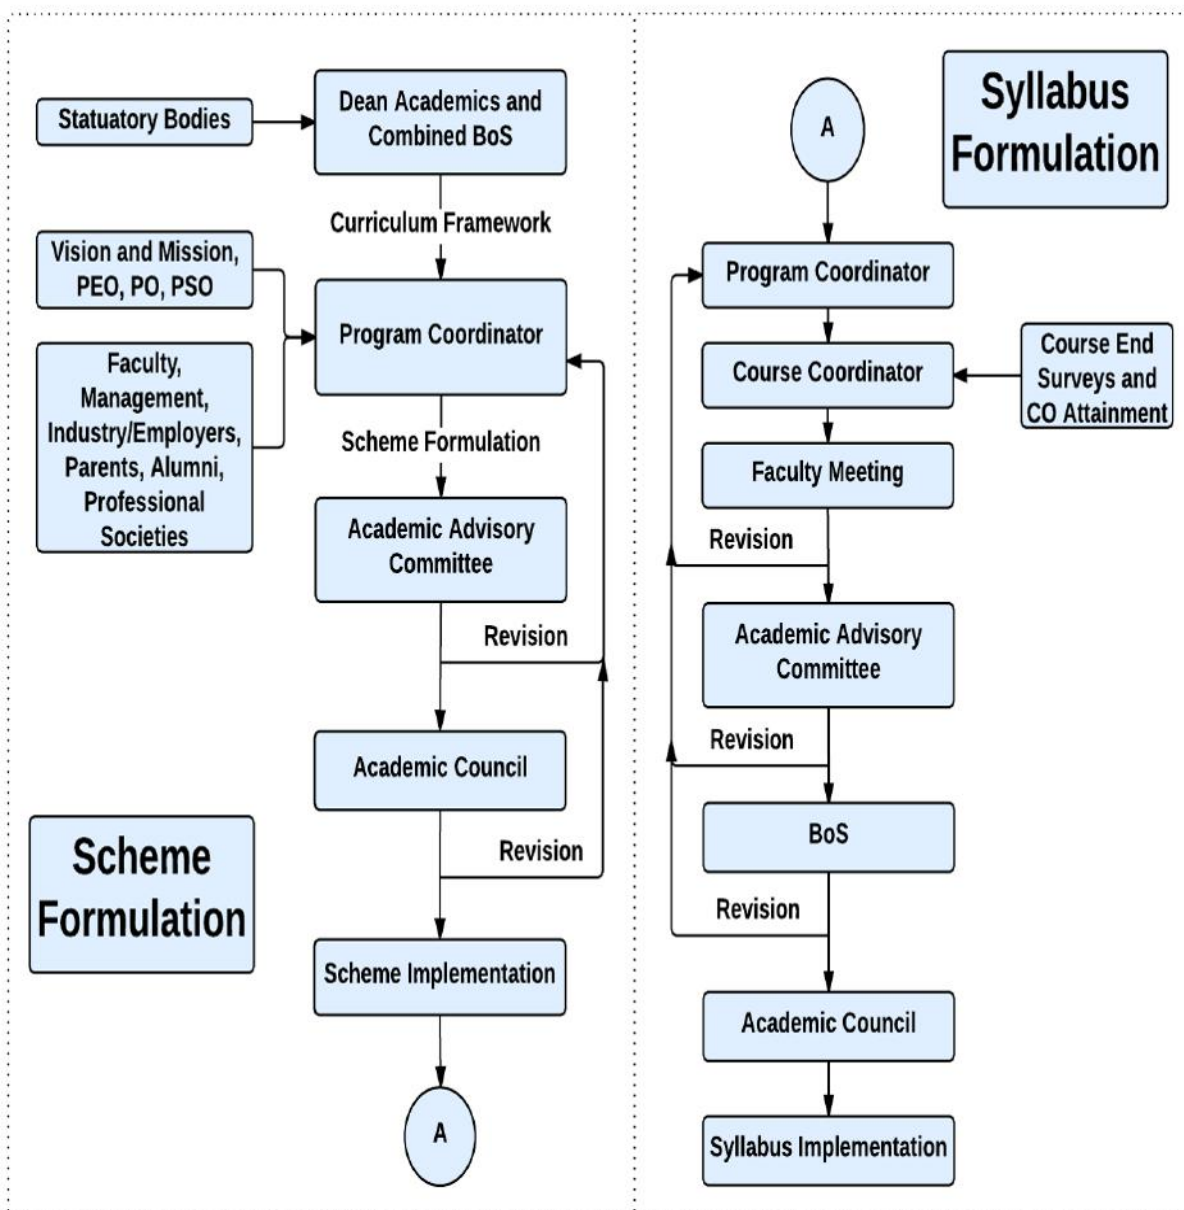 Statuatory Bodies
Dean Academics and
Combined BoS
Curriculum Framework
Vision and Mission,
PEO, PO, PSO
Program Coordinator
Faculty,
Management,
Industry/Employers,
Parents, Alumni,
Professional
Societies
Scheme Formulation
Academic Advisory
Committee
Revision
Academic Council
Revision
Scheme
Formulation
Scheme Implementation
A
Syllabus
Formulation
A
Program Coordinator
Course Coordinator
Course End
Surveys and
CO Attainment
Faculty Meeting
Revision
Academic Advisory
Committee
Revision
BoS
Revision
Academic Council
Syllabus Implementation